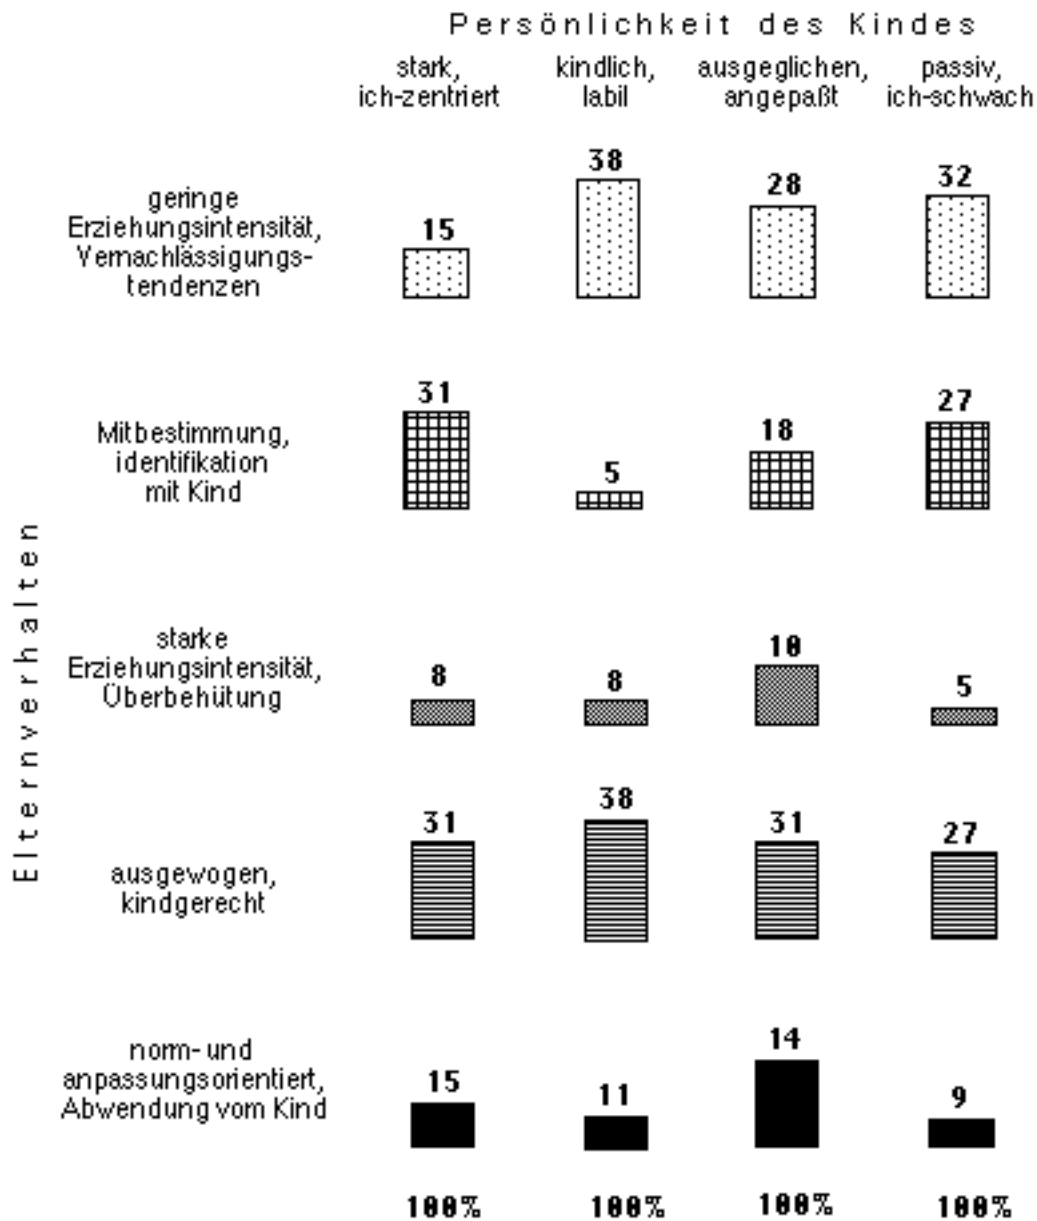 Persönlichkeit des Kindes
stark,
ich-zentriert
kindlich,
labil
ausgeglichen,
angepaßt
passiv,
ich-schwach
geringe
Erziehungsintensität,
Vernachlässigungs-
tendenzen
15
38
28
32
Mitbestimmung,
identifikation
mit Kind
31
5
18
27
Elternverhalten
starke
Erziehungsintensität,
Überbehütung
8
8
10
5
ausgewogen,
kindgerecht
31
38
31
27
norm- und
anpassungsorientiert,
Abwendung vom Kind
15
11
14
9
100%
100%
100%
100%